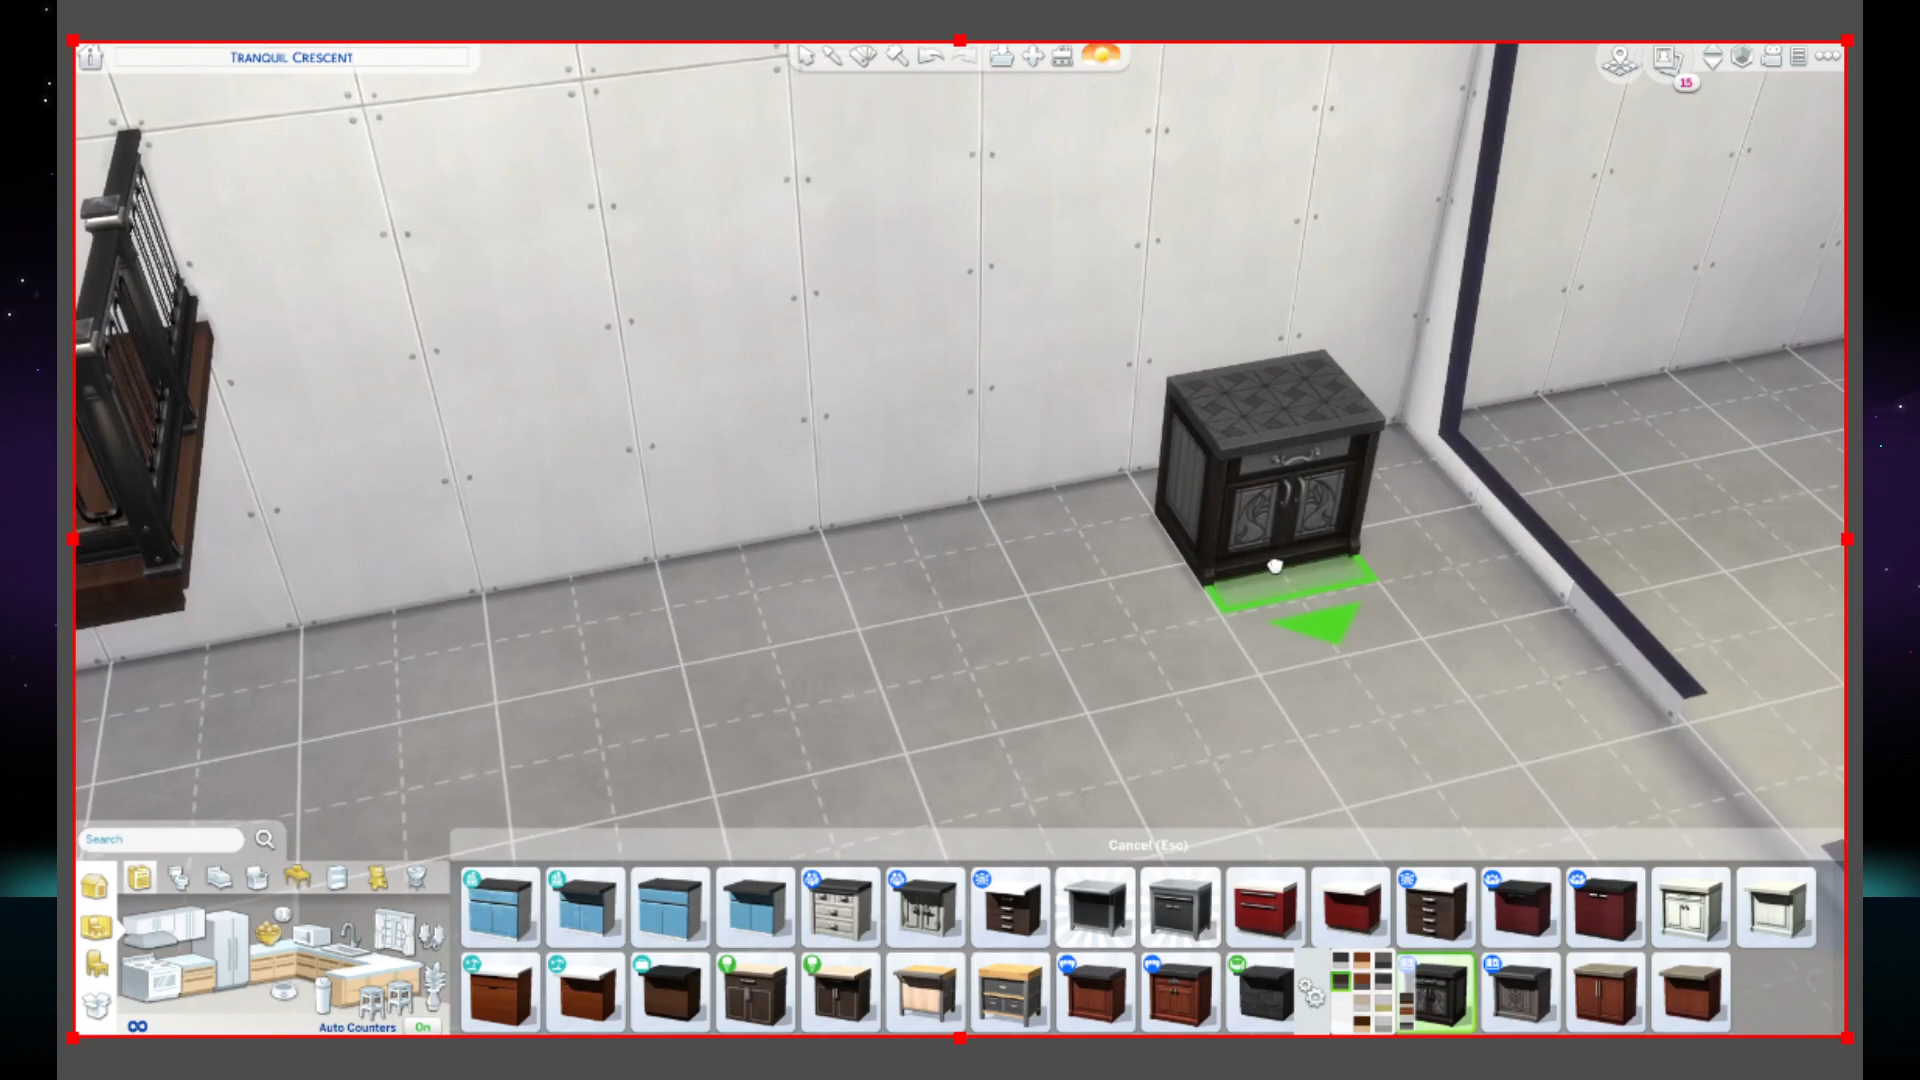 TRANQUIL CRESCENT
15
Search
Cancel (Esc)
Auto Counters
On